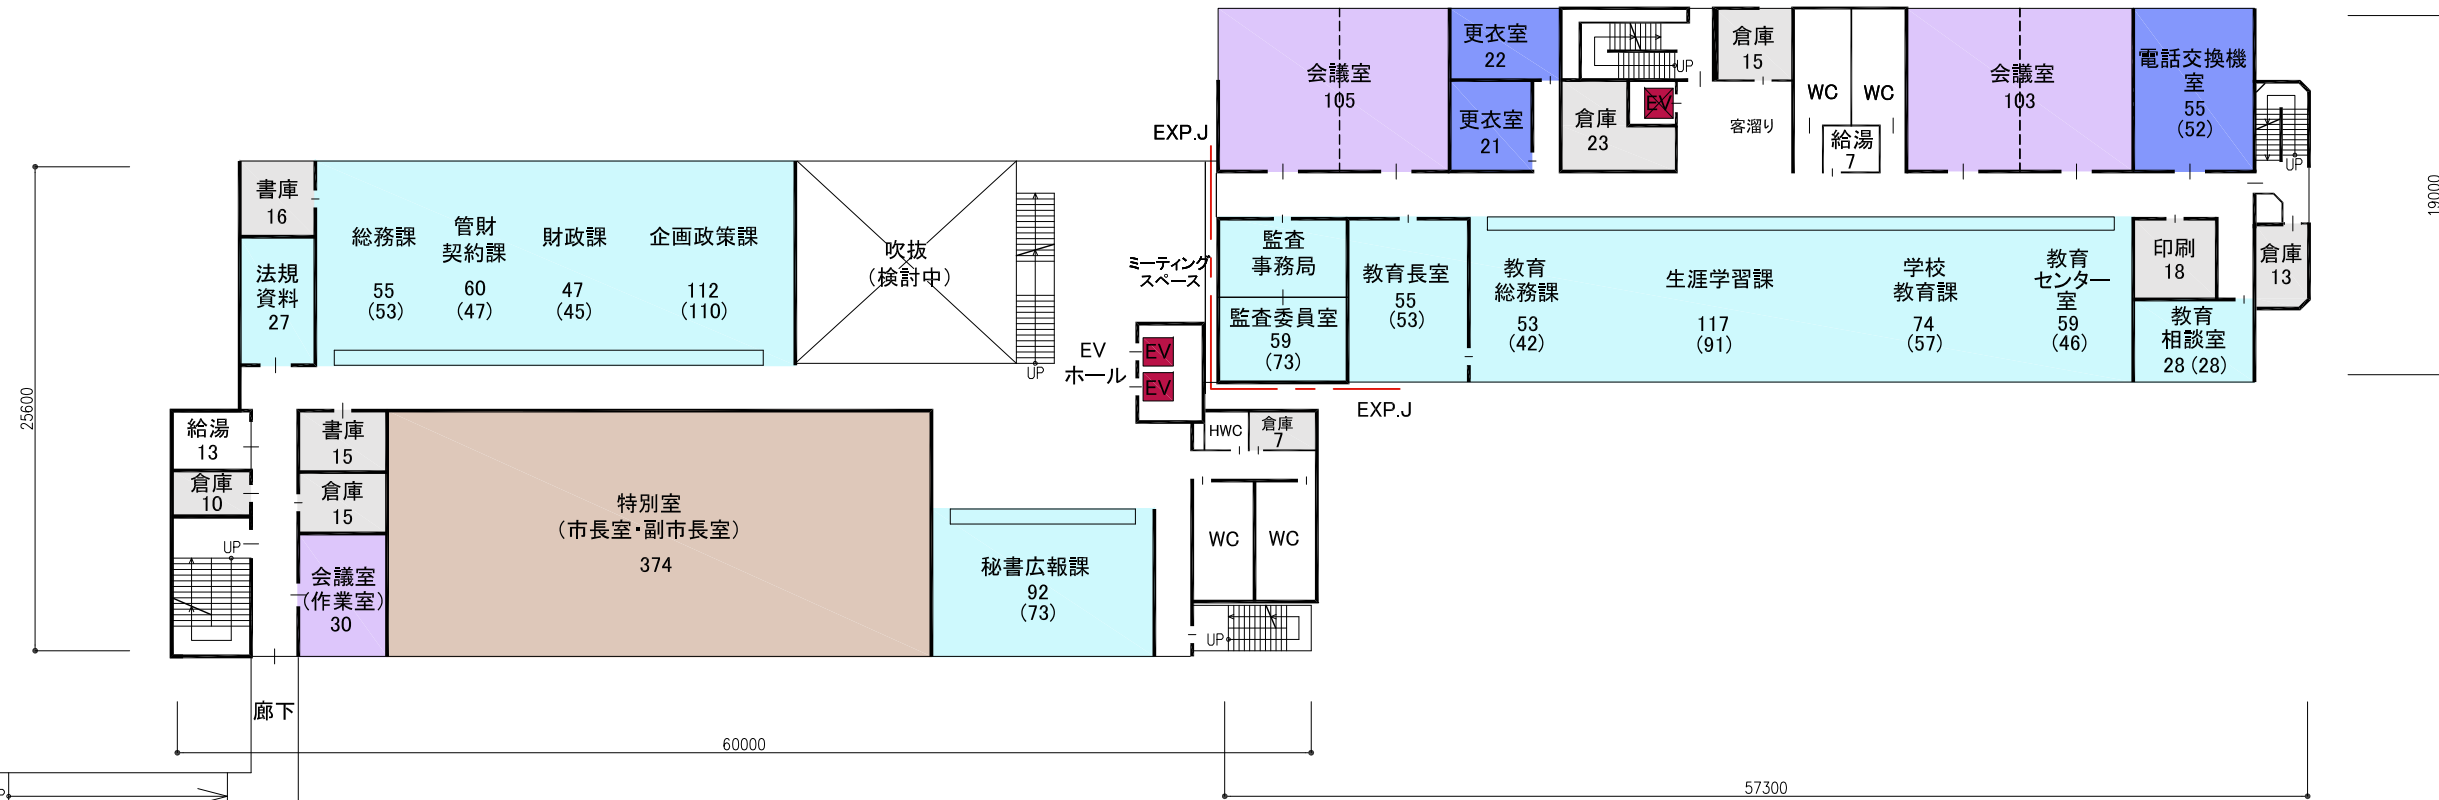 会議室
105
更衣室
22
更衣室
21
倉庫
23
EV
UP
倉庫
15
客溜り
WC
WC
給湯
7
会議室
103
電話交換機
室
55
(52)
UP
19000
EXP.J
書庫
16
法規
資料
27
総務課
55
(53)
管財
契約課
60
(47)
財政課
47
(45)
企画政策課
112
(110)
吹抜
(検討中)
UP
ミーティング
スペース
EV
ホール
EV
EV
監査
事務局
監査委員室
59
(73)
教育長室
55
(53)
教育
総務課
53
(42)
生涯学習課
117
(91)
学校
教育課
74
(57)
教育
センター
室
59
(46)
印刷
18
倉庫
13
教育
相談室
28 (28)
EXP.J
25600
給湯
13
倉庫
10
UP
書庫
15
倉庫
15
会議室
(作業室)
30
特別室
(市長室・副市長室)
374
秘書広報課
92
(73)
HWC
倉庫
7
WC
WC
UP
廊下
60000
57300